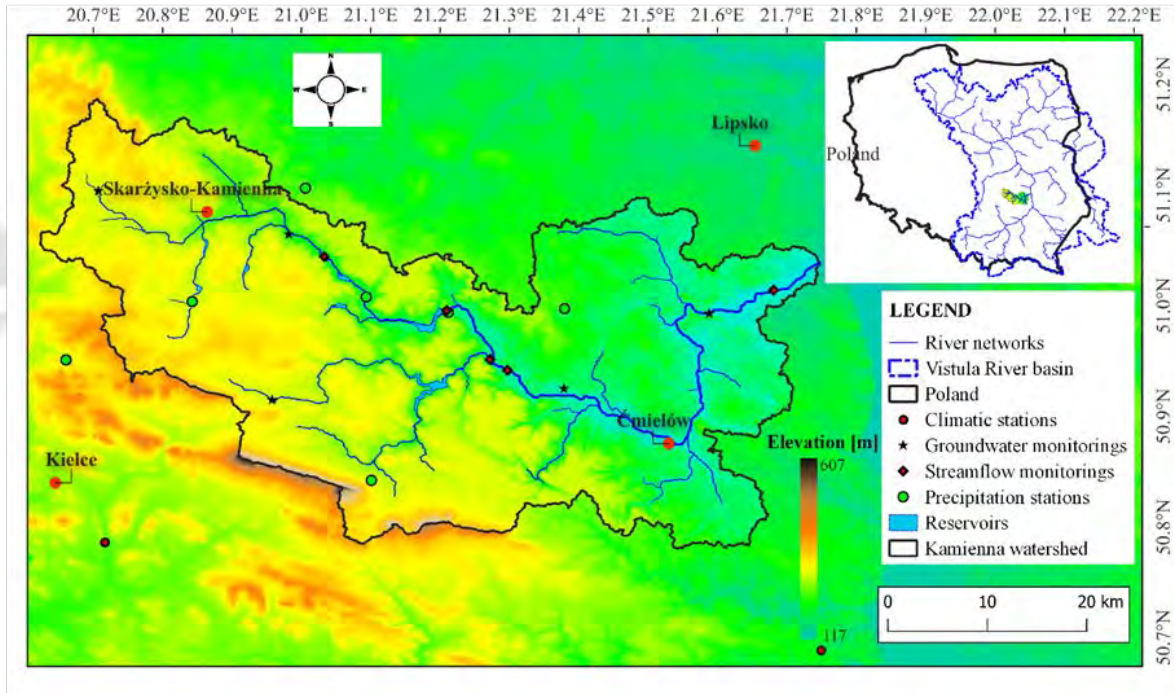 20.7°E 20.8°E 20.9°E 21.0°E 21.1°E 21.2°E 21.3°E 21.4°E 21.5°E 21.6°E 21.7°E 21.8°E 21.9°E 22.0°E 22.1°E 22.2°E
N
W E
S
Lipsko
Poland
Skarżysko-Kamienna
Kielce
Ćmielów
Elevation [m]
607
117
LEGEND
River networks
Vistula River basin
Poland
Climatic stations
Groundwater monitorings
Streamflow monitorings
Precipitation stations
Reservoirs
Kamienna watershed
0 10 20 km
51.2°N
51.1°N
51.0°N
50.9°N
50.8°N
50.7°N